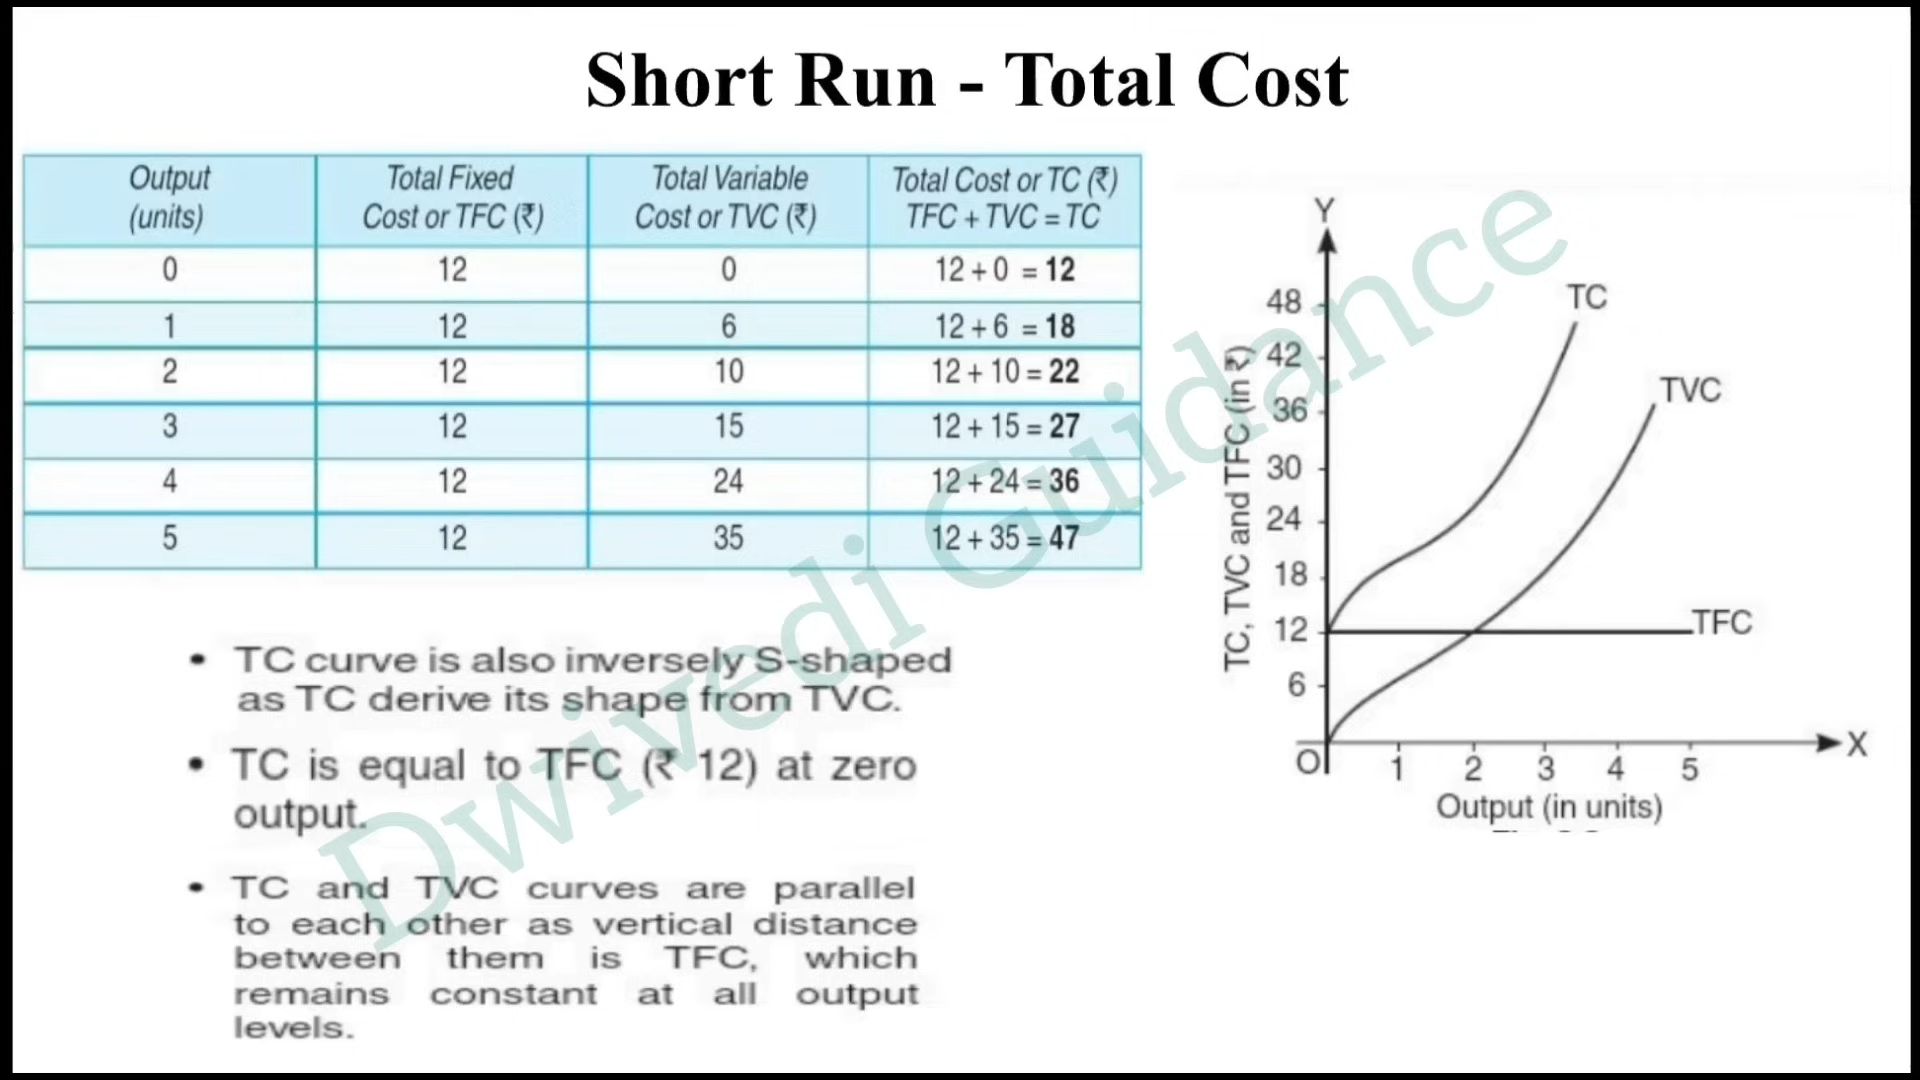 Short Run - Total Cost
Output (units) Total Fixed Cost or TFC (₹) Total Variable Cost or TVC (₹) Total Cost or TC (₹) TFC + TVC = TC
0 12 0 12 + 0 = 12
1 12 6 12 + 6 = 18
2 12 10 12 + 10 = 22
3 12 15 12 + 15 = 27
4 12 24 12 + 24 = 36
5 12 35 12 + 35 = 47
• TC curve is also inversely S-shaped
as TC derive its shape from TVC.
• TC is equal to TFC (₹ 12) at zero
output.
• TC and TVC curves are parallel
to each other as vertical distance
between them is TFC, which
remains constant at all output
levels.
Y
TC, TVC and TFC (in ₹)
48
42
36
30
24
18
12
6
TC
TVC
TFC
O 1 2 3 4 5 X
Output (in units)
Dwivedi Guidance